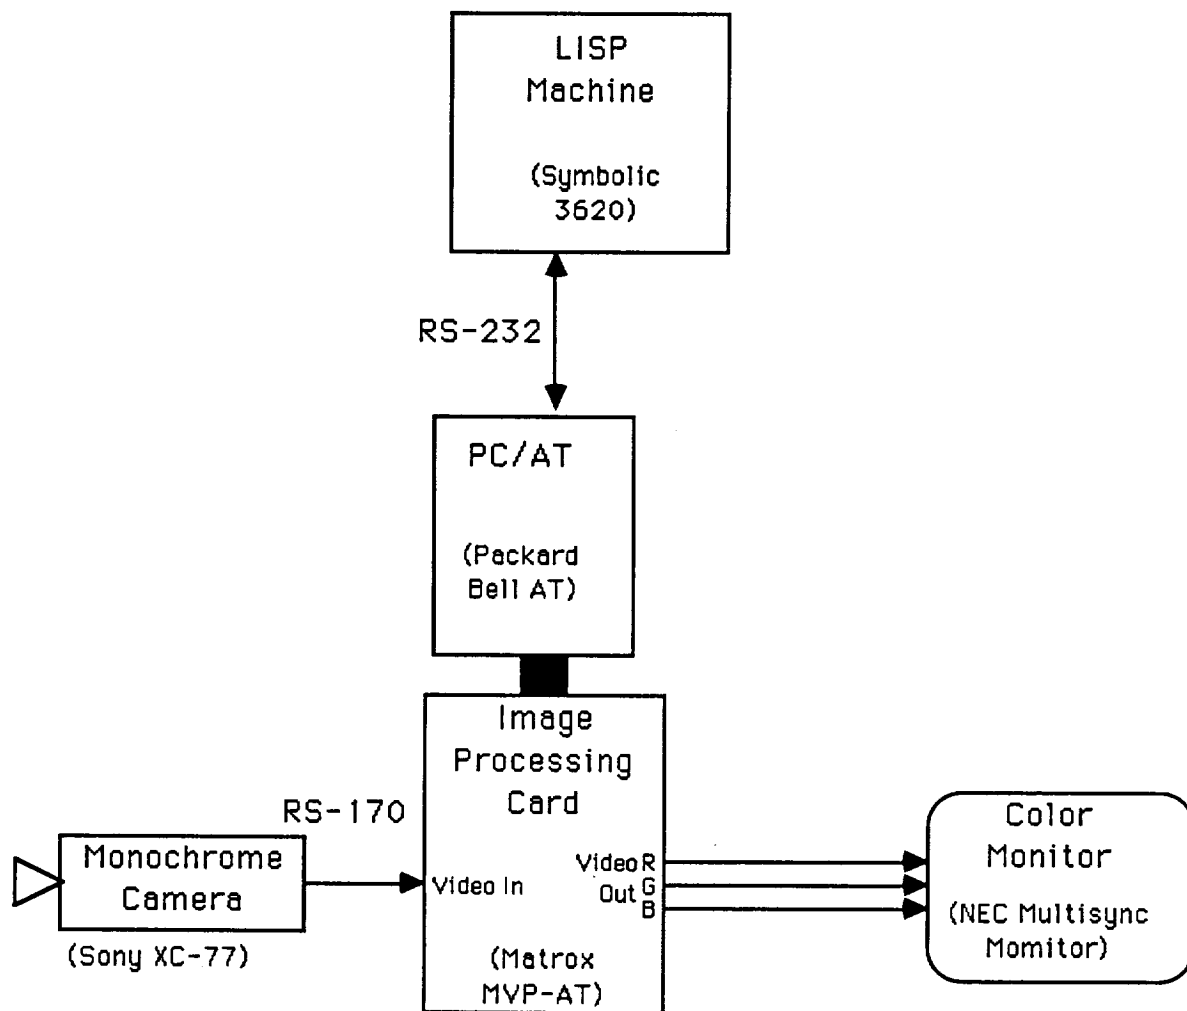 LISP
Machine
(Symbolic
3620)
RS-232
PC/AT
(Packard
Bell AT)
Image
Processing
Card
RS-170
Monochrome
Camera
(Sony XC-77)
Video In
Video R
Out G
B
(Matrox
MVP-AT)
Color
Monitor
(NEC Multisync
Momitor)